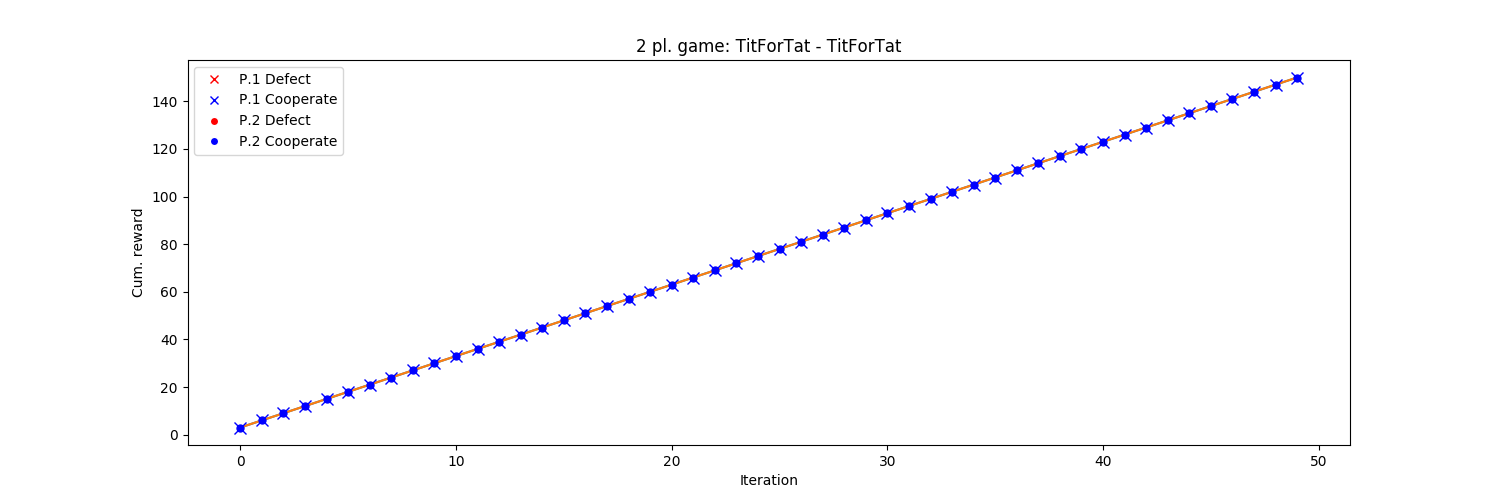 2 pl. game: TitForTat - TitForTat
P.1 Defect
P.1 Cooperate
P.2 Defect
P.2 Cooperate
Cum. reward
140
120
100
80
60
40
20
0
0 10 20 30 40 50
Iteration